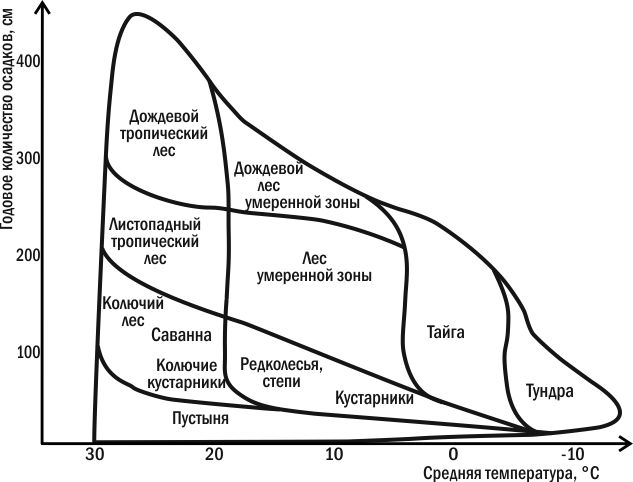 Годовое количество осадков, см
400
300
200
100
Дождевой
тропический
лес
Дождевой
лес
умеренной зоны
Листопадный
тропический
лес
Лес
умеренной зоны
Колючий
лес
Саванна
Колючие
кустарники
Редколесья,
степи
Кустарники
Тайга
Тундра
Пустыня
30
20
10
0
-10
Средняя температура, °C